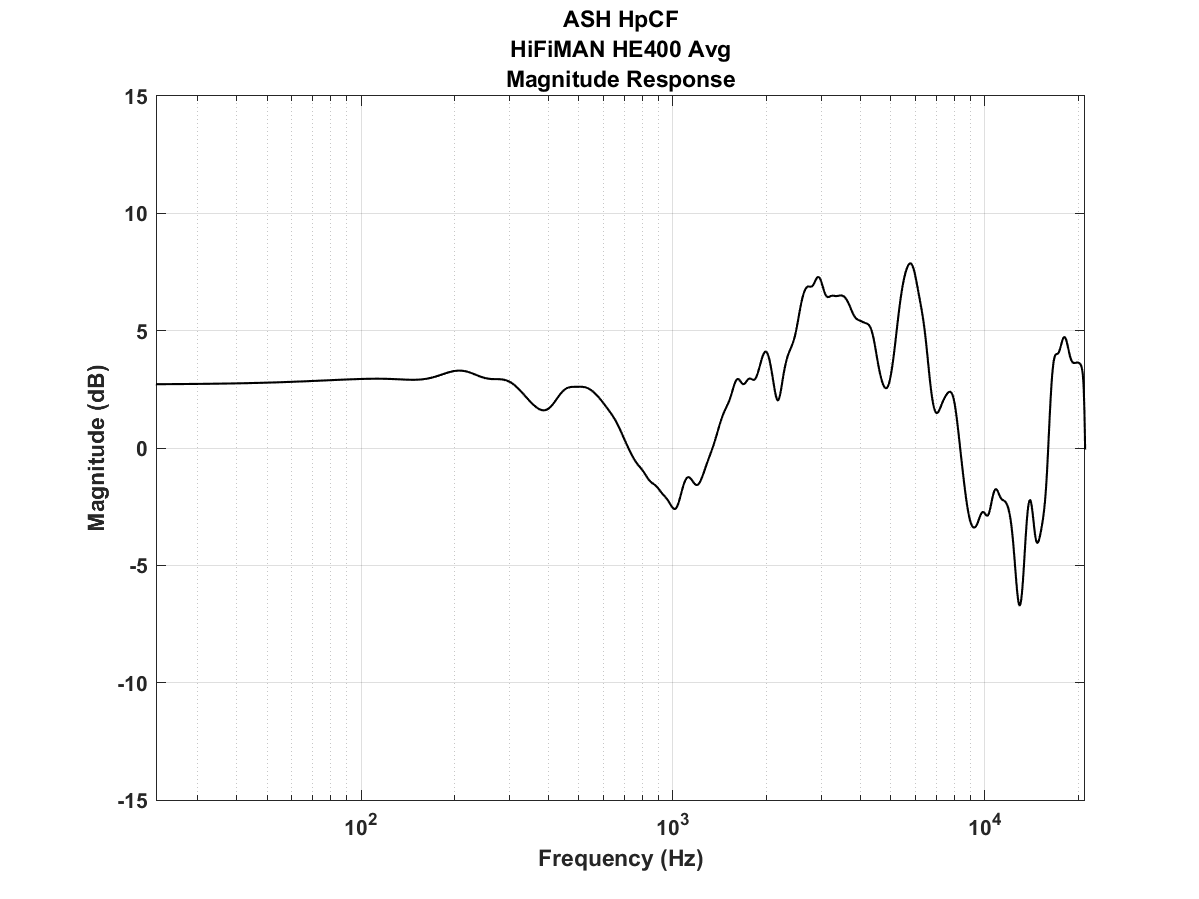 ASH HpCF
HiFiMAN HE400 Avg
Magnitude Response
15
10
5
0
-5
-10
-15
Magnitude (dB)
10²
10³
10⁴
Frequency (Hz)